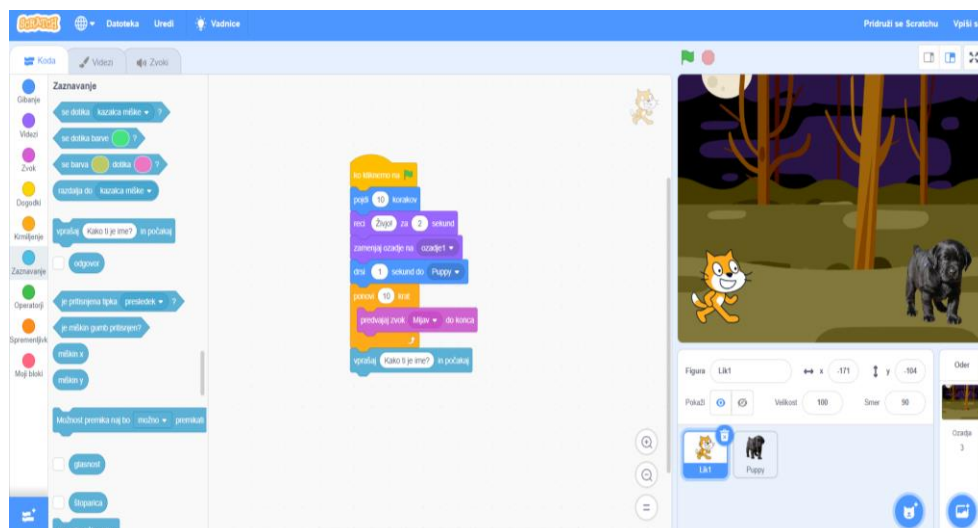 SCRATCH Datoteka Uredi Vadnice Pridruži se Scratchu Vpiši s
Koda Videzi Zvoki
Gibanje
Videzi
Zvok
Dogodki
Krmiljenje
Zaznavanje
Operatorji
Spremenljivk
Moji bloki
Zaznavanje
se dotika kazalca miške ?
se dotika barve ?
se barva dotika ?
razdalja do kazalca miške
vprašaj Kako ti je ime? in počakaj
odgovor
je pritisnjena tipka presledek ?
je miškin gumb pritisnjen?
miškin x
miškin y
Možnost premika naj bo možno premikati
glasnost
štoparica
ko kliknemo na
pojdi 10 korakov
reci Živjo! za 2 sekund
zamenjaj ozadje na ozadje1
drsi 1 sekund do Puppy
ponovi 10 krat
predvajaj zvok Mijav do konca
vprašaj Kako ti je ime? in počakaj
Figura Lik1 x -171 y -104
Pokaži Velikost 100 Smer 90
Lik1 Puppy
Oder
Ozadja
3